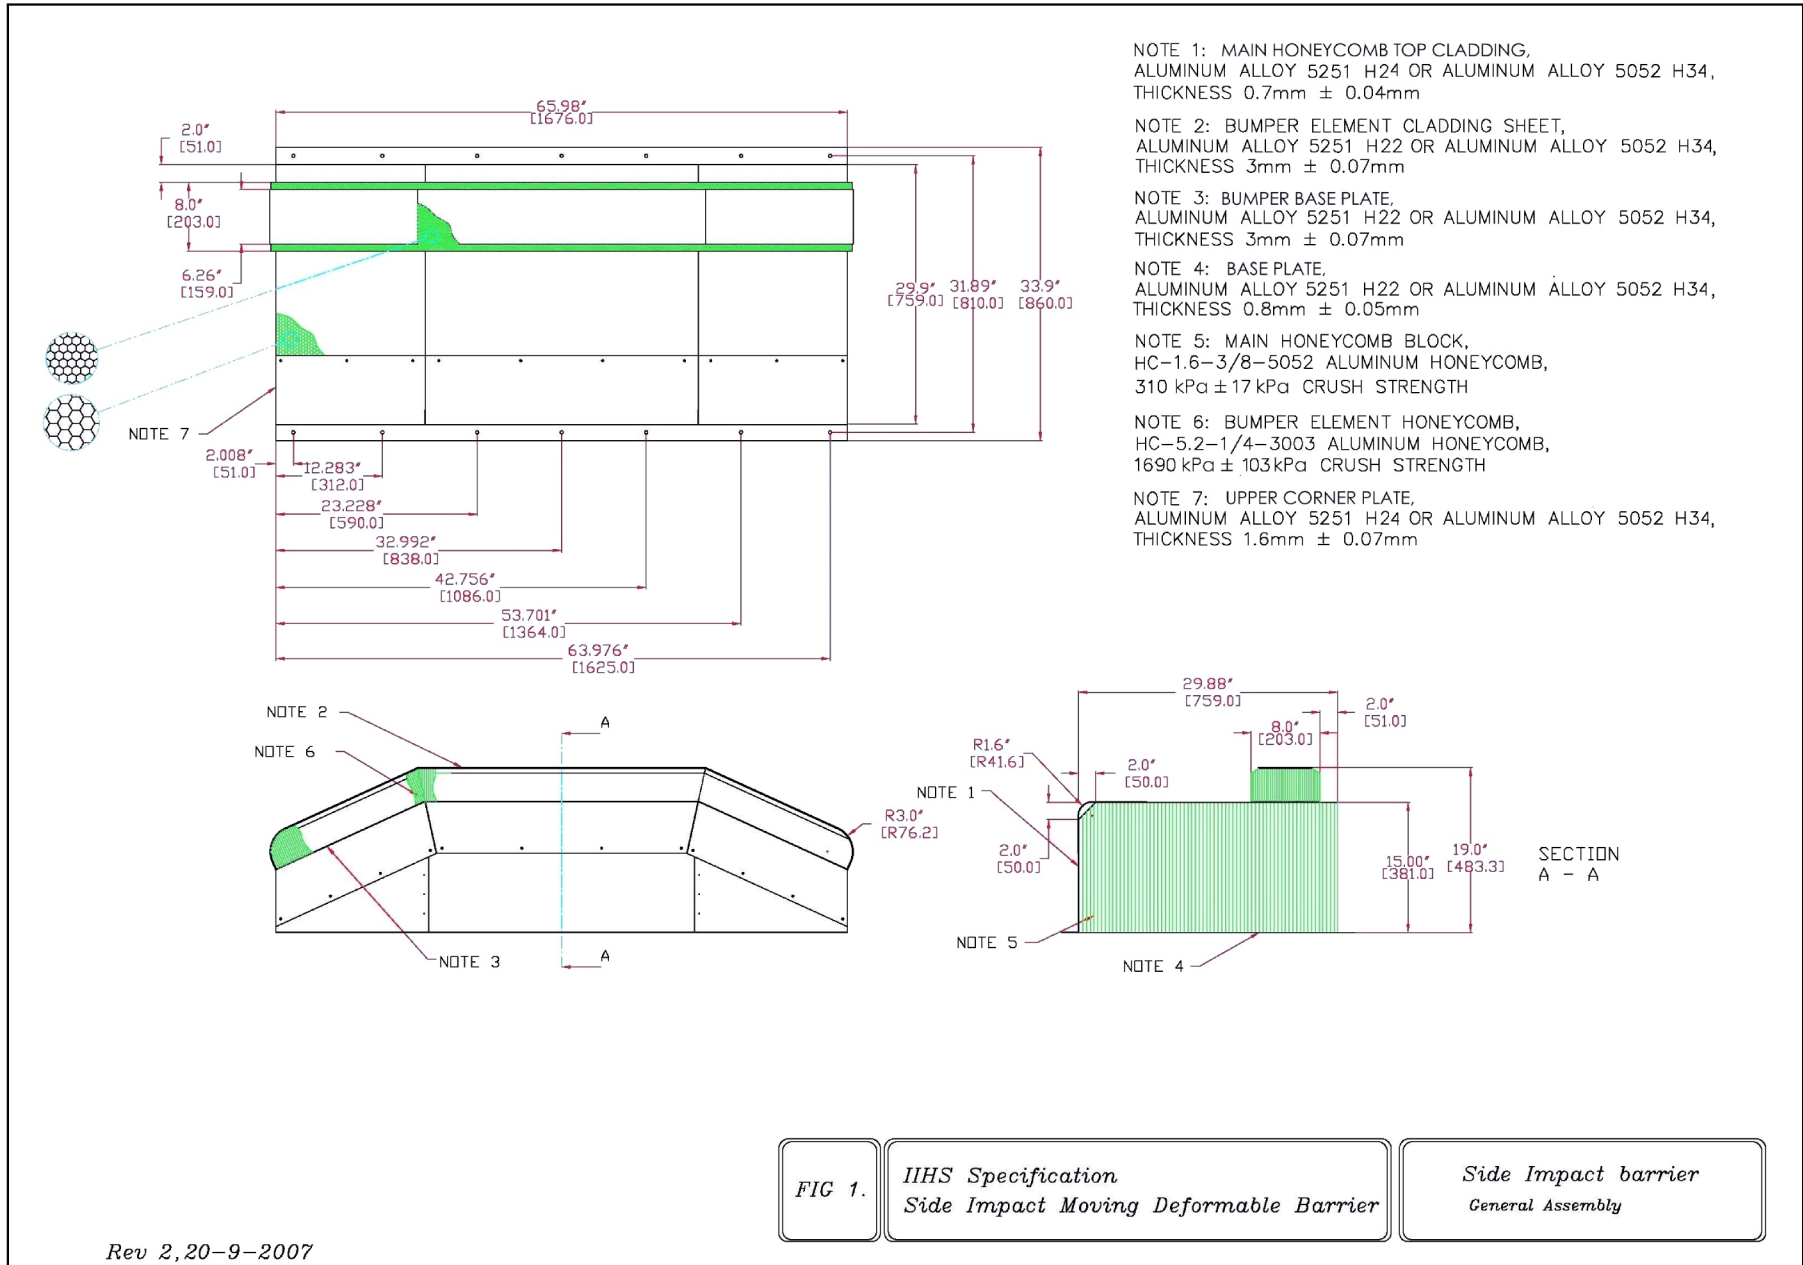 NOTE 1: MAIN HONEYCOMB TOP CLADDING,
ALUMINUM ALLOY 5251 H24 OR ALUMINUM ALLOY 5052 H34,
THICKNESS 0.7mm ± 0.04mm
NOTE 2: BUMPER ELEMENT CLADDING SHEET,
ALUMINUM ALLOY 5251 H22 OR ALUMINUM ALLOY 5052 H34,
THICKNESS 3mm ± 0.07mm
NOTE 3: BUMPER BASE PLATE,
ALUMINUM ALLOY 5251 H22 OR ALUMINUM ALLOY 5052 H34,
THICKNESS 3mm ± 0.07mm
NOTE 4: BASE PLATE,
ALUMINUM ALLOY 5251 H22 OR ALUMINUM ALLOY 5052 H34,
THICKNESS 0.8mm ± 0.05mm
NOTE 5: MAIN HONEYCOMB BLOCK,
HC-1.6-3/8-5052 ALUMINUM HONEYCOMB,
310 kPa ± 17 kPa CRUSH STRENGTH
NOTE 6: BUMPER ELEMENT HONEYCOMB,
HC-5.2-1/4-3003 ALUMINUM HONEYCOMB,
1690 kPa ± 103kPa CRUSH STRENGTH
NOTE 7: UPPER CORNER PLATE,
ALUMINUM ALLOY 5251 H24 OR ALUMINUM ALLOY 5052 H34,
THICKNESS 1.6mm ± 0.07mm
65.98"
[1676.0]
2.0"
[51.0]
8.0"
[203.0]
6.26"
[159.0]
29.9"
[759.0]
31.89"
[810.0]
33.9"
[860.0]
NOTE 7
2.008"
[51.0]
12.283"
[312.0]
23.228"
[590.0]
32.992"
[838.0]
42.756"
[1086.0]
53.701"
[1364.0]
63.976"
[1625.0]
NOTE 2
NOTE 6
A
R3.0"
[R76.2]
NOTE 3
A
29.88"
[759.0]
2.0"
[51.0]
8.0"
[203.0]
R1.6"
[R41.6]
2.0"
[50.0]
NOTE 1
2.0"
[50.0]
15.00"
[381.0]
19.0"
[483.3]
SECTION
A - A
NOTE 5
NOTE 4
FIG 1.
IIHS Specification
Side Impact Moving Deformable Barrier
Side Impact barrier
General Assembly
Rev 2,20-9-2007